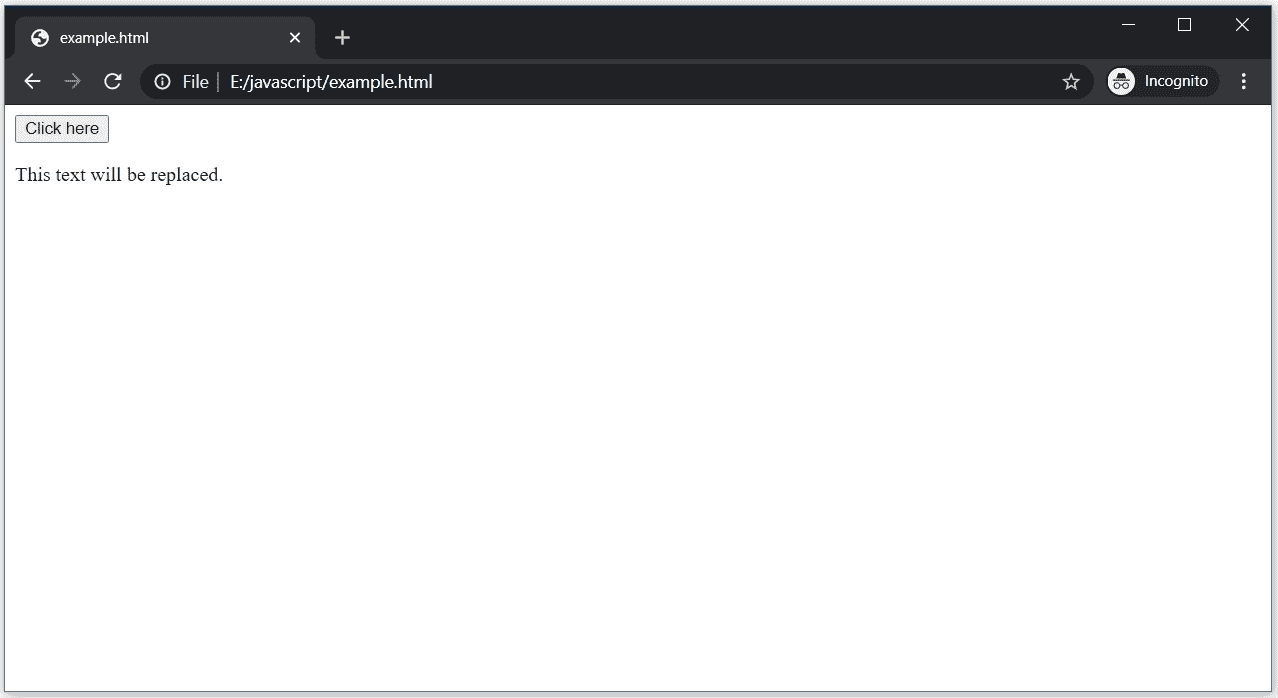 example.html
File E:/javascript/example.html
Incognito
Click here
This text will be replaced.